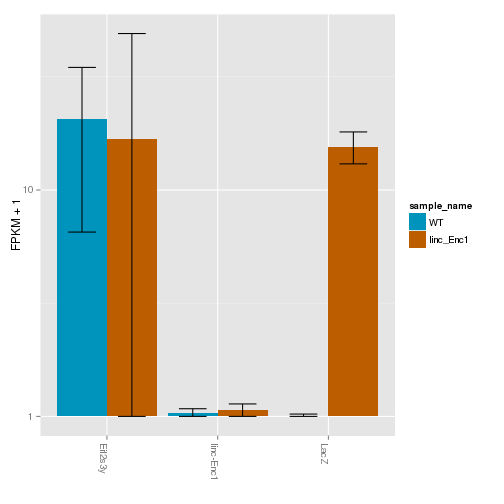 FPKM + 1
10
1
Eif2s3y
linc-Enc1
LacZ
sample_name
WT
linc_Enc1